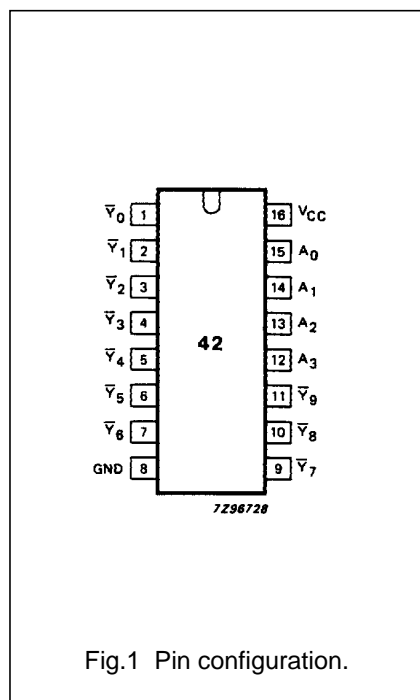 Y̅0 1 16 VCC
Y̅1 2 15 A0
Y̅2 3 14 A1
Y̅3 4 13 A2
42
Y̅4 5 12 A3
Y̅5 6 11 Y̅9
Y̅6 7 10 Y̅8
GND 8 9 Y̅7
7Z96728
Fig.1 Pin configuration.